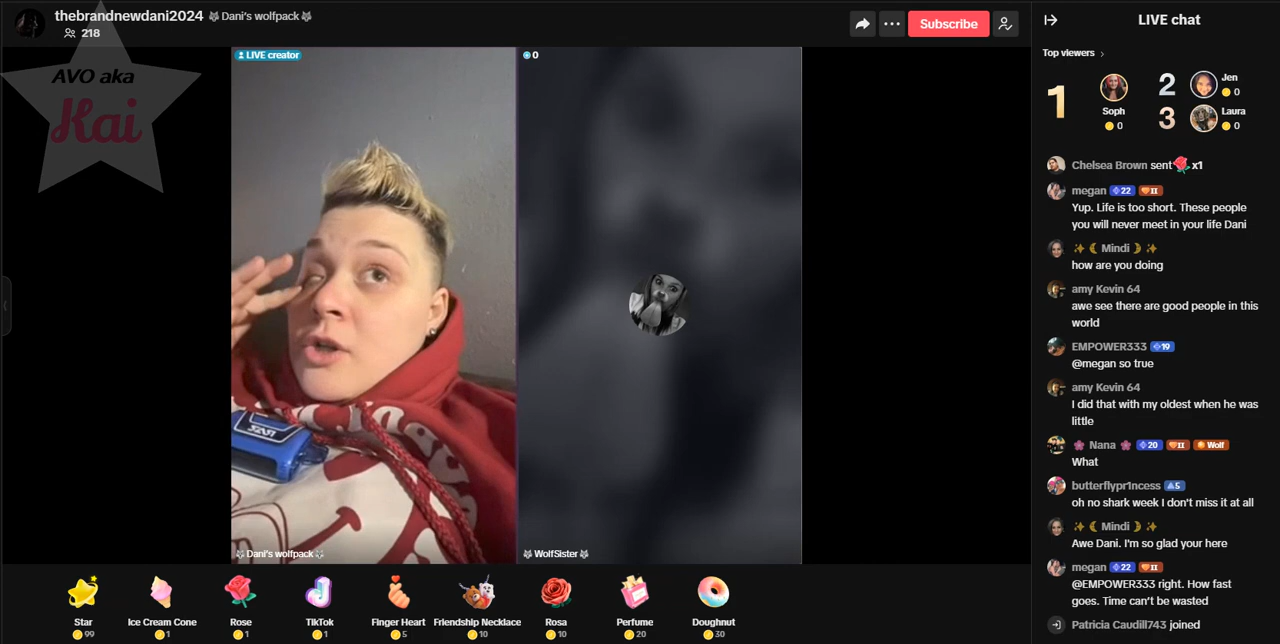 thebrandnewdani2024 🐺 Dani's wolfpack 🐺
218
Subscribe
AVO aka
Kai
LIVE creator
0
Dani's wolfpack
WolfSister
Star
99
Ice Cream Cone
1
Rose
1
TikTok
1
Finger Heart
5
Friendship Necklace
10
Rosa
10
Perfume
20
Doughnut
30
LIVE chat
Top viewers
1
Soph
0
2
Jen
0
3
Laura
0
Chelsea Brown sent x1
megan 22 II
Yup. Life is too short. These people
you will never meet in your life Dani
Mindi
how are you doing
amy Kevin 64
awe see there are good people in this
world
EMPOWER333 19
@megan so true
amy Kevin 64
I did that with my oldest when he was
little
Nana 20 II Wolf
What
butterflypr1ncess 5
oh no shark week I don't miss it at all
Mindi
Awe Dani. I'm so glad your here
megan 22 II
@EMPOWER333 right. How fast
goes. Time can't be wasted
Patricia Caudill743 joined